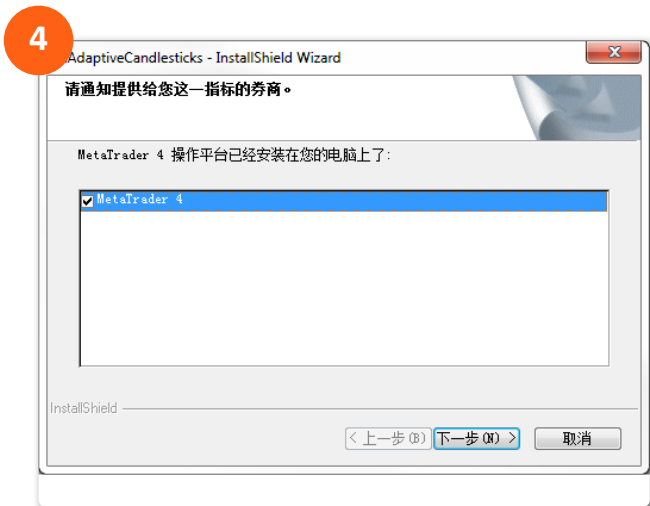 4
AdaptiveCandlesticks - InstallShield Wizard
请通知提供给您这一指标的券商。
MetaTrader 4 操作平台已经安装在您的电脑上了:
MetaTrader 4
InstallShield
< 上一步(B) 下一步(N) > 取消